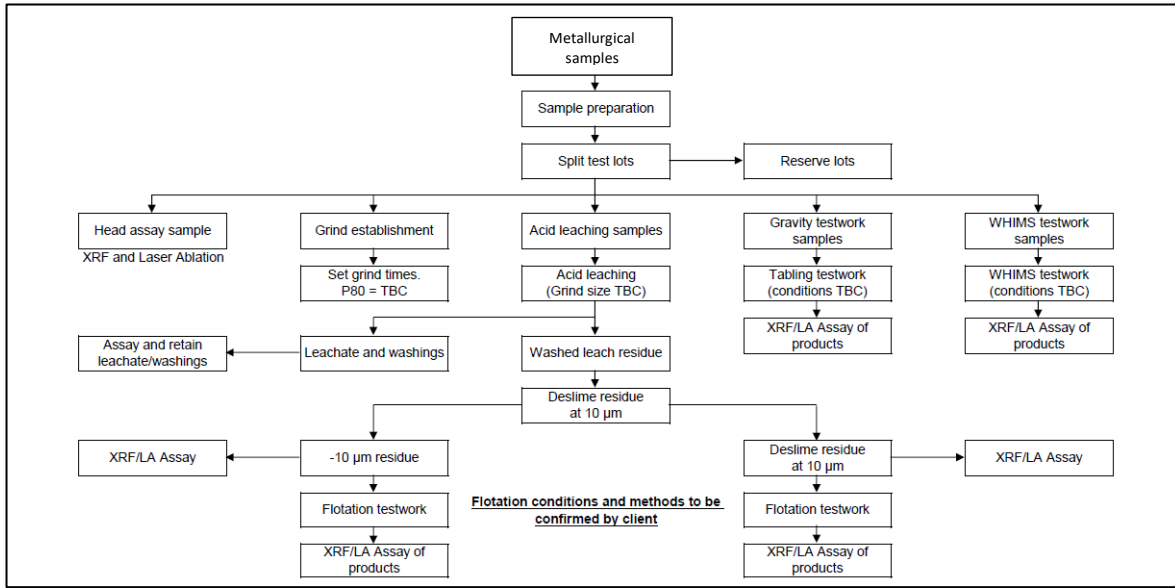 Metallurgical
samples
Sample preparation
Split test lots
Reserve lots
Head assay sample
XRF and Laser Ablation
Grind establishment
Acid leaching samples
Gravity testwork
samples
WHIMS testwork
samples
Set grind times.
P80 = TBC
Acid leaching
(Grind size TBC)
Tabling testwork
(conditions TBC)
WHIMS testwork
(conditions TBC)
Assay and retain
leachate/washings
Leachate and washings
Washed leach residue
XRF/LA Assay of
products
XRF/LA Assay of
products
Deslime residue
at 10 µm
XRF/LA Assay
-10 µm residue
Deslime residue
at 10 µm
XRF/LA Assay
Flotation testwork
Flotation conditions and methods to be
confirmed by client
Flotation testwork
XRF/LA Assay of
products
XRF/LA Assay of
products